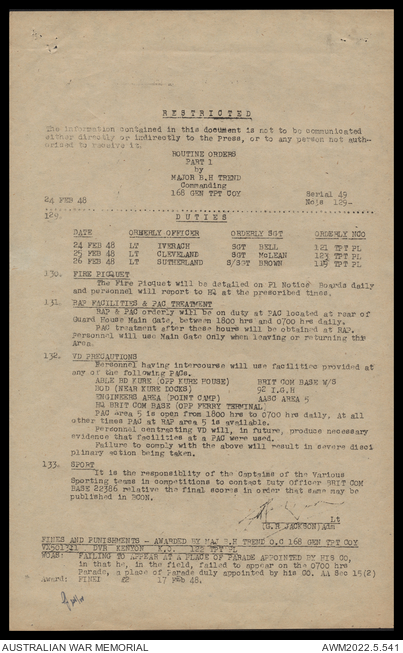 RESTRICTED
The information contained in this document is not to be communicated
either directly or indirectly to the Press, or to any person not auth-
orised to receive it.
ROUTINE ORDERS
PART 1
by
MAJOR B.H TREND
Commanding
168 GEN TPT COY
Serial 49
24 FEB 48 Nois 129-
129. DUTIES
DATE ORDERLY OFFICER ORDERLY SGT ORDERLY NCO
24 FEB 48 LT IVERACH SGT BELL 121 TPT PL
25 FEB 48 LT CLEVELAND SGT McLEAN 123 TPT PL
26 FEB 48 LT SUTHERLAND S/SGT BROWN TPT PL
130. FIRE PICQUET
The Fire Picquet will be detailed on Pl Notice Boards daily
and personnel will report to HQ at the prescribed times.
131. RAP FACILITIES & PAC TREATMENT
RAP & PAC orderly will be on duty at PAC located at rear of
Guard House Main Gate, between 1800 hrs and 0700 hrs daily.
PAC treatment after these hours will be obtained at RAP.
Personnel will use Main Gate only when leaving or returning this
Area.
132. VD PRECAUTIONS
Personnel having intercourse will use facilities provided at
any of the following PACs.
ABLE BD KURE (OPP KURE HOUSE) BRIT COM BASE W/S
DOD (NEAR KURE DOCKS) I.G.H
ENGINEERS AREA (POINT CAMP) AASC AREA 5
HQ BRIT COM BASE (OPP FERRY TERMINAL)
PAC Area 5 is open from 1800 hrs to 0700 hrs daily. At all
other times PAC at RAP area 5 is available.
Personnel contracting VD will, in future, produce necessary
evidence that facilities at a PAC were used.
Failure to comply with the above will result in severe disci
plinary action being taken.
133. SPORT
It is the responsiblity of the Captains of the Various
Sporting teams in competitions to contact Duty Officer BRIT COM
BASE 22386 relative the final scores in order that same may be
published in BCON.
Lt
(G.R JACKSON) Adjt
FINES AND PUNISHMENTS - AWARDED BY MAJ B.H TREND O.C 168 GEN TPT COY
DVR KENYON K.C. 122 TPT PL
WOAS: FAILING TO APPEAR AT A PLACE OF PARADE APPOINTED BY HIS CO,
in that he, in the field, failed to appear on the 0700 hrs
Parade, a place of Parade duly appointed by his CO. AA Sec 15(2)
Award: FINED £2 17 Feb 48.
AUSTRALIAN WAR MEMORIAL
AWM2022.5.541